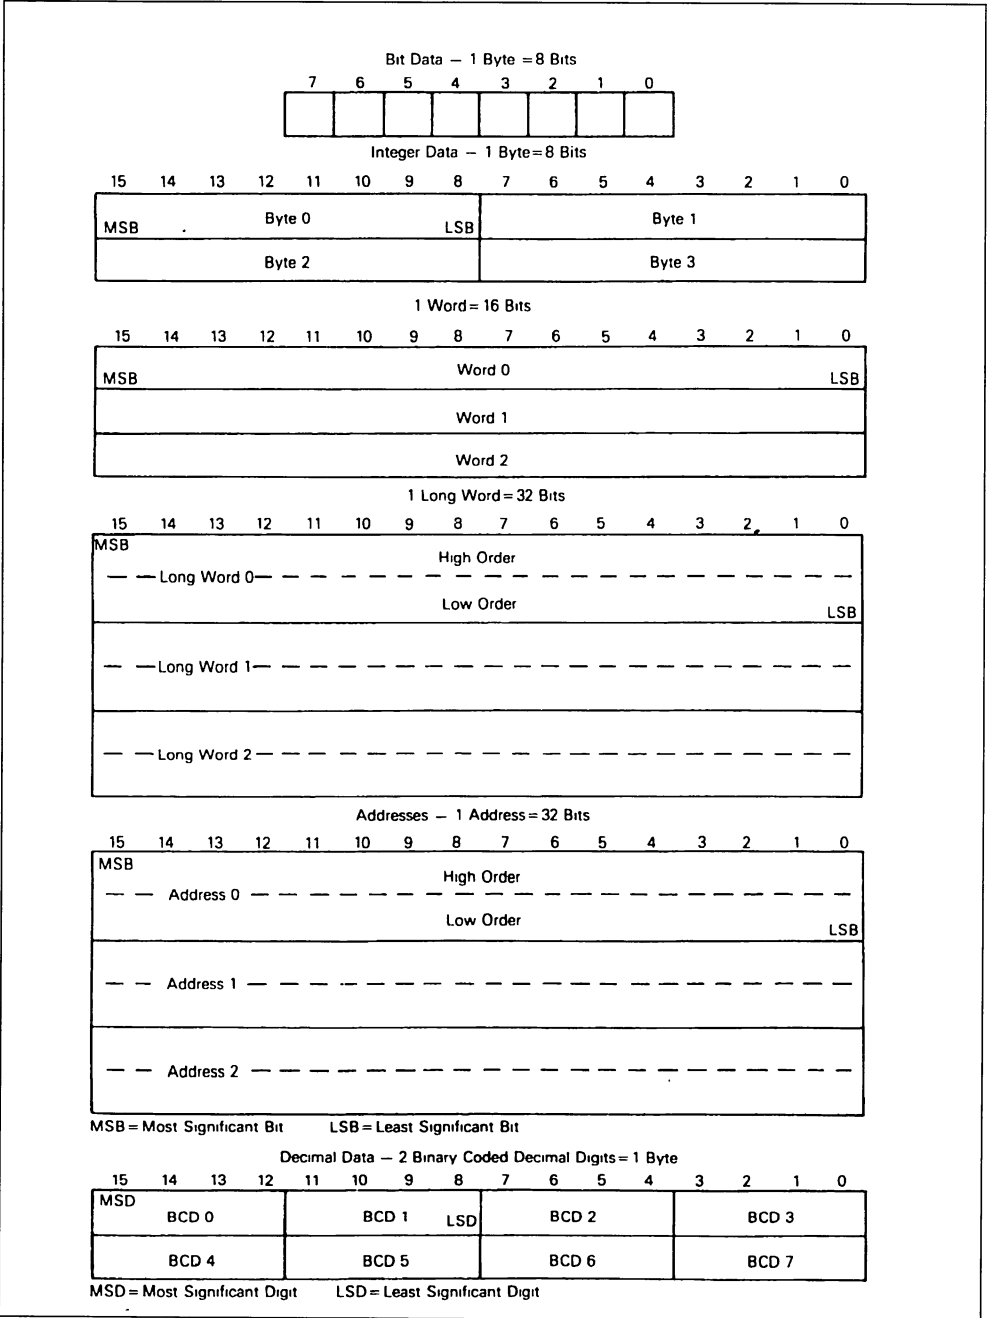 Bit Data — 1 Byte = 8 Bits
7 6 5 4 3 2 1 0
Integer Data — 1 Byte = 8 Bits
15 14 13 12 11 10 9 8 7 6 5 4 3 2 1 0
Byte 0 Byte 1
MSB LSB
Byte 2 Byte 3
1 Word = 16 Bits
15 14 13 12 11 10 9 8 7 6 5 4 3 2 1 0
Word 0
MSB LSB
Word 1
Word 2
1 Long Word = 32 Bits
15 14 13 12 11 10 9 8 7 6 5 4 3 2 1 0
MSB
High Order
Long Word 0
Low Order
LSB
Long Word 1
Long Word 2
Addresses — 1 Address = 32 Bits
15 14 13 12 11 10 9 8 7 6 5 4 3 2 1 0
MSB
High Order
Address 0
Low Order
LSB
Address 1
Address 2
MSB = Most Significant Bit LSB = Least Significant Bit
Decimal Data — 2 Binary Coded Decimal Digits = 1 Byte
15 14 13 12 11 10 9 8 7 6 5 4 3 2 1 0
MSD
BCD 0 BCD 1 LSD BCD 2 BCD 3
BCD 4 BCD 5 BCD 6 BCD 7
MSD = Most Significant Digit LSD = Least Significant Digit